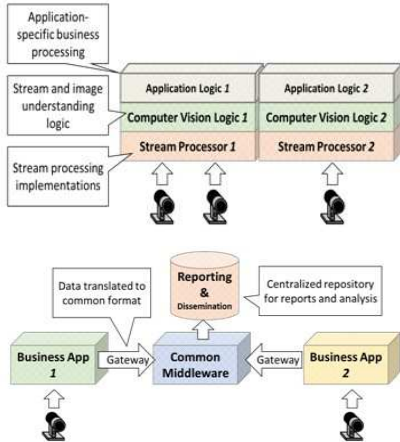 Application-
specific business
processing
Stream and image
understanding
logic
Stream processing
implementations
Application Logic 1
Computer Vision Logic 1
Stream Processor 1
Application Logic 2
Computer Vision Logic 2
Stream Processor 2
Data translated to
common format
Reporting
&
Dissemination
Centralized repository
for reports and analysis
Business App
1
Gateway
Common
Middleware
Gateway
Business App
2